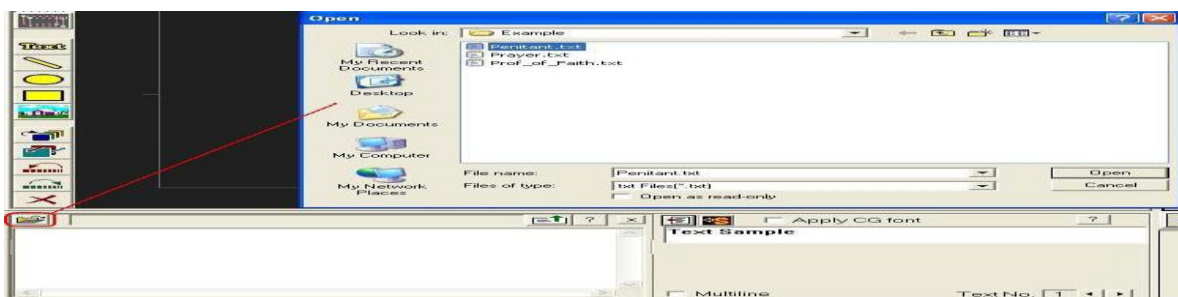 Open
Text
Look in:
Example
My Recent
Documents
Desktop
My Documents
My Computer
My Network
Places
Penitant.txt
Prayer.txt
Prof_of_Faith.txt
File name:
Penitant.txt
Open
Files of type:
txt Files(*.txt)
Cancel
Open as read-only
?
Apply CG font
?
Text Sample
Multiline
Text No.
1